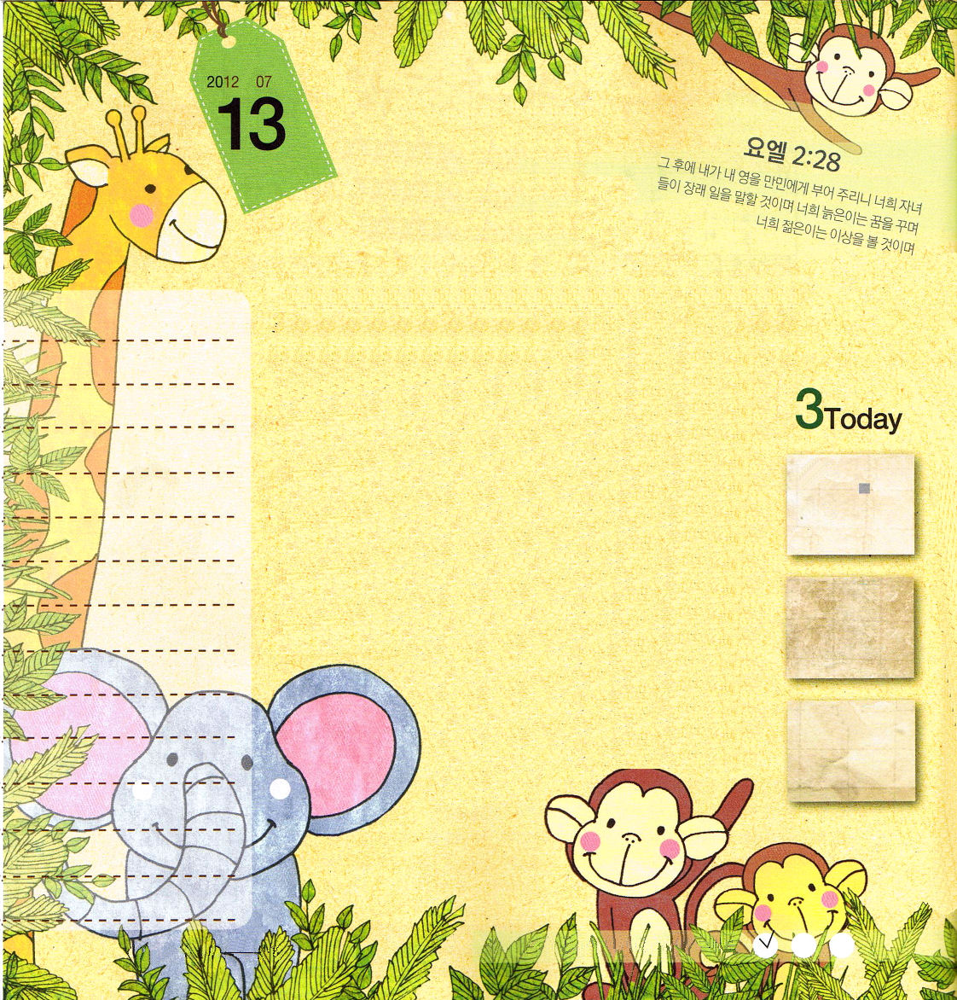 2012 07
13
요엘 2:28
그 후에 내가 내 영을 만민에게 부어 주리니 너희 자녀
들이 장래 일을 말할 것이며 너희 늙은이는 꿈을 꾸며
너희 젊은이는 이상을 볼 것이며
3Today